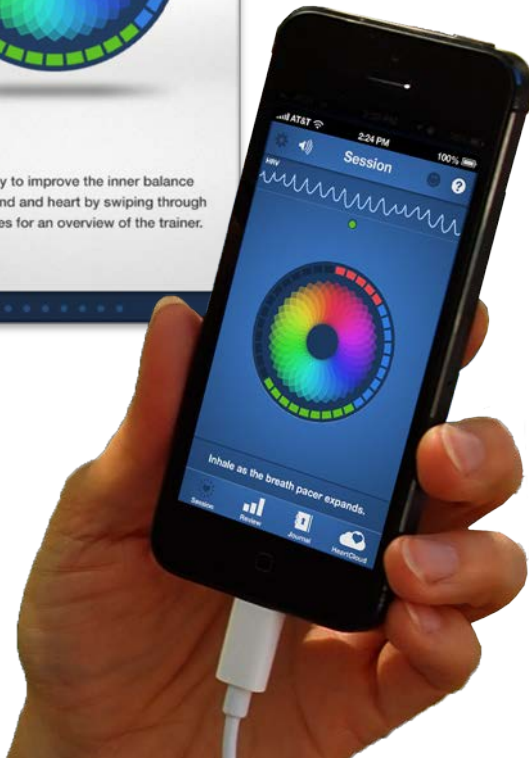 y to improve the inner balance
nd and heart by swiping through
es for an overview of the trainer.
AT&T 2:24 PM 100%
Session
?
HRV
Inhale as the breath pacer expands.
Session Review Journal HeartCloud